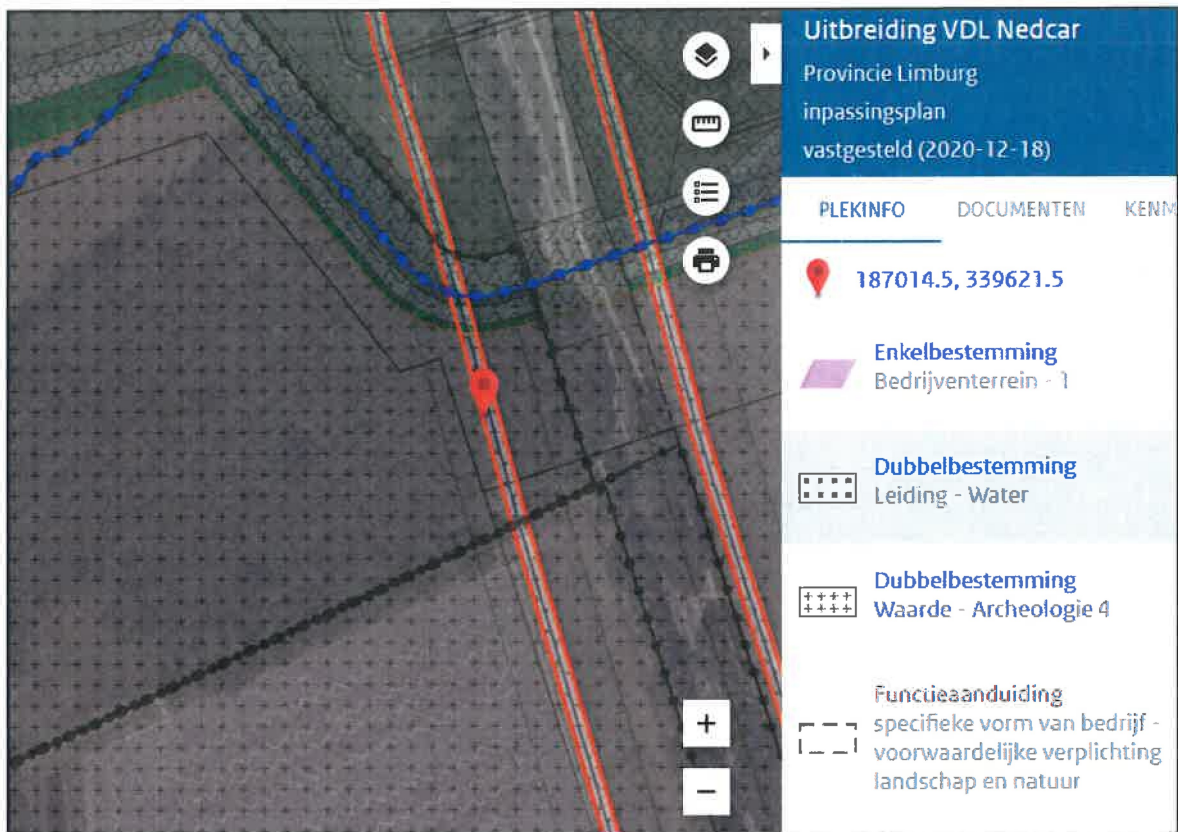 Uitbreiding VDL Nedcar
Provincie Limburg
inpassingsplan
vastgesteld (2020-12-18)
PLEKINFO DOCUMENTEN KENM
187014.5, 339621.5
Enkelbestemming
Bedrijventerrein - 1
Dubbelbestemming
Leiding - Water
Dubbelbestemming
Waarde - Archeologie 4
Functieaanduiding
specifieke vorm van bedrijf -
voorwaardelijke verplichting
landschap en natuur